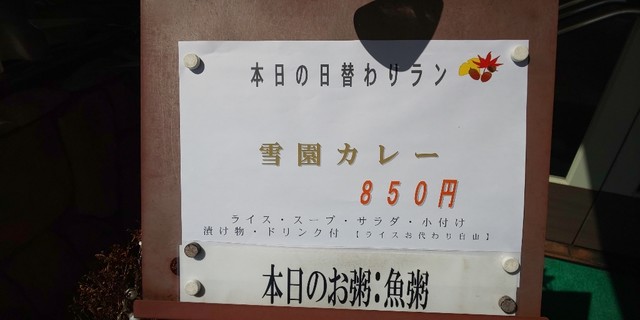 本日の日替わりラン
雪園カレー
850円
ライス・スープ・サラダ・小付け
漬け物・ドリンク付 【ライスお代わり自由】
本日のお粥:魚粥